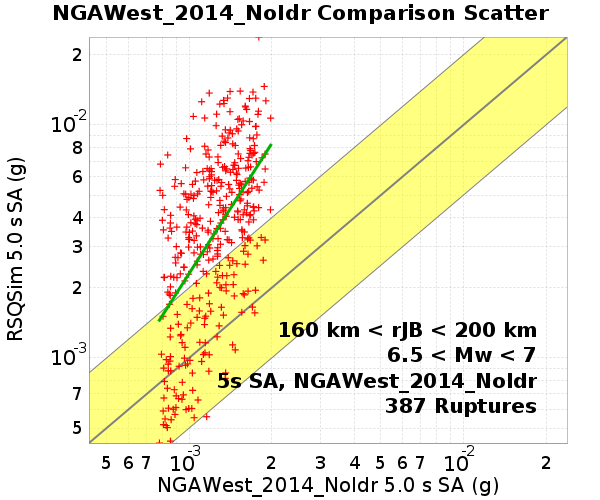 NGAWest_2014_NoIdr Comparison Scatter
RSQSim 5.0 s SA (g)
2
10-2
8
6
4
3
2
10-3
7
5
160 km < rJB < 200 km
6.5 < Mw < 7
5s SA, NGAWest_2014_NoIdr
387 Ruptures
5 6 7 10-3 2 3 4 5 6 7 10-2 2
NGAWest_2014_NoIdr 5.0 s SA (g)